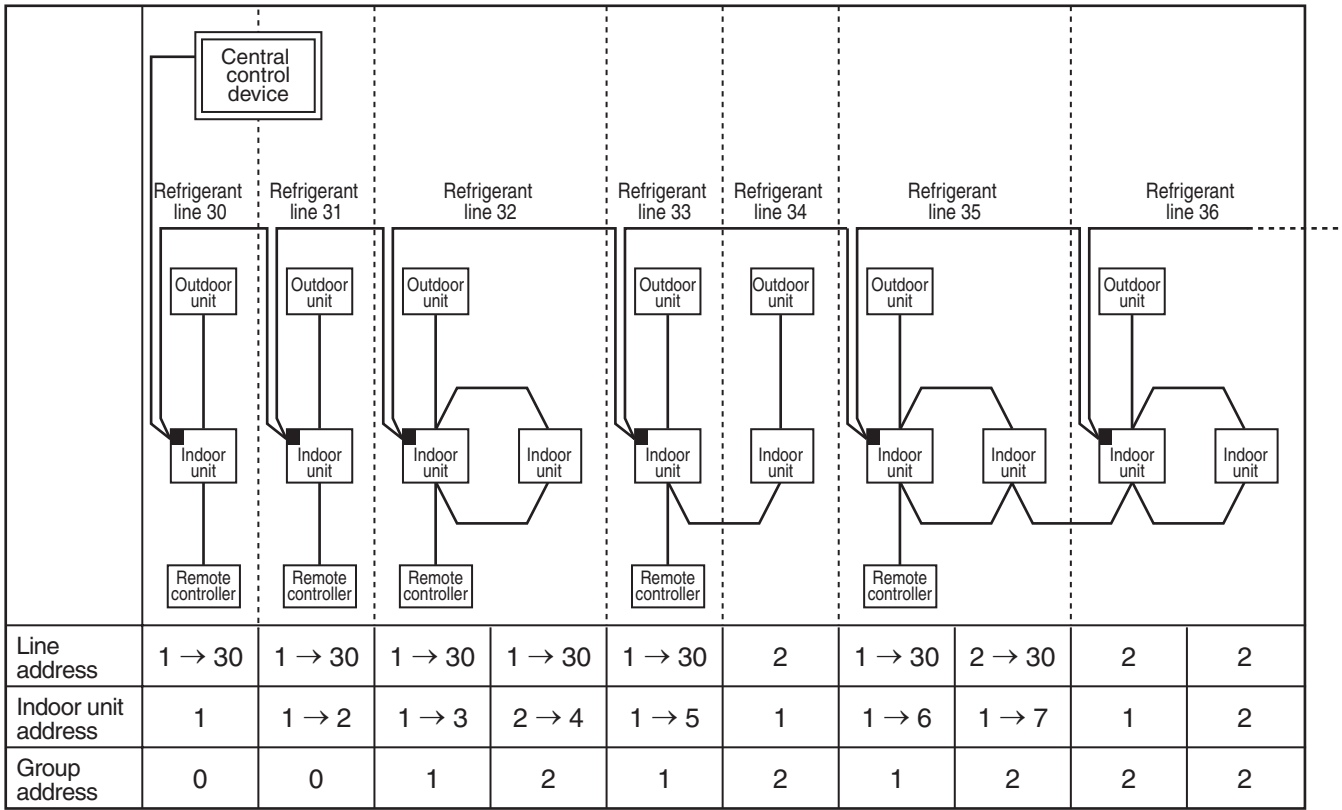 Central
control
device
Refrigerant
line 30
Refrigerant
line 31
Refrigerant
line 32
Refrigerant
line 33
Refrigerant
line 34
Refrigerant
line 35
Refrigerant
line 36
Outdoor
unit
Outdoor
unit
Outdoor
unit
Outdoor
unit
Outdoor
unit
Outdoor
unit
Outdoor
unit
Indoor
unit
Indoor
unit
Indoor
unit
Indoor
unit
Indoor
unit
Indoor
unit
Indoor
unit
Indoor
unit
Indoor
unit
Indoor
unit
Remote
controller
Remote
controller
Remote
controller
Remote
controller
Remote
controller
Line
address
1 → 30 1 → 30 1 → 30 1 → 30 1 → 30 2 1 → 30 2 → 30 2 2
Indoor unit
address
1 1 → 2 1 → 3 2 → 4 1 → 5 1 1 → 6 1 → 7 1 2
Group
address
0 0 1 2 1 2 1 2 2 2